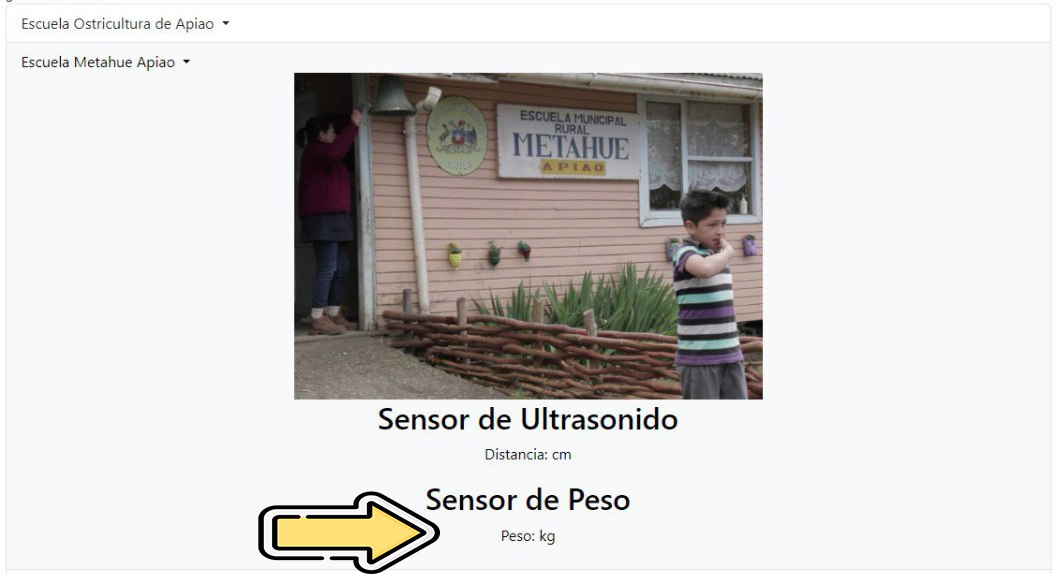 Escuela Ostricultura de Apiao
Escuela Metahue Apiao
ESCUELA MUNICIPAL
RURAL
METAHUE
APIAO
CHILE
Sensor de Ultrasonido
Distancia: cm
Sensor de Peso
Peso: kg